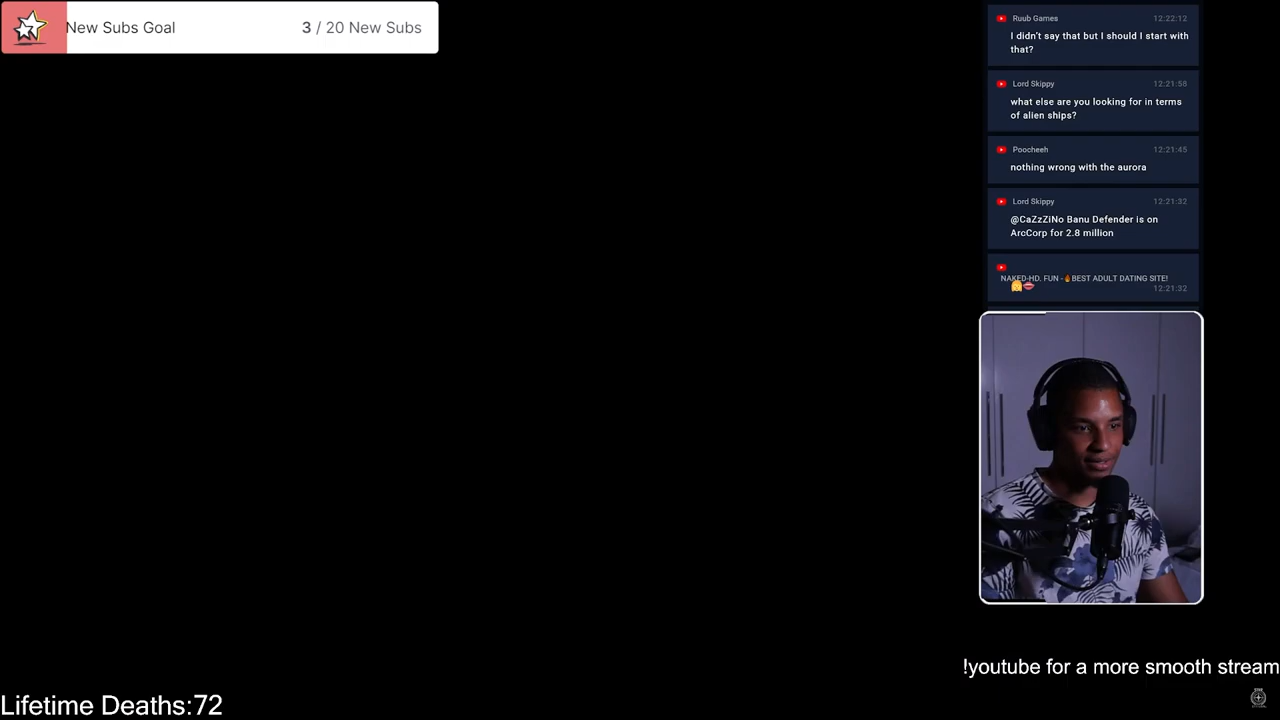 New Subs Goal 3 / 20 New Subs
Ruub Games 12:22:12
I didn't say that but I should I start with
that?
Lord Skippy 12:21:58
what else are you looking for in terms
of alien ships?
Poocheeh 12:21:45
nothing wrong with the aurora
Lord Skippy 12:21:32
@CaZzZiNo Banu Defender is on
ArcCorp for 2.8 million
NAKED-HD. FUN -🔥BEST ADULT DATING SITE!
12:21:32
!youtube for a more smooth stream
Lifetime Deaths:72